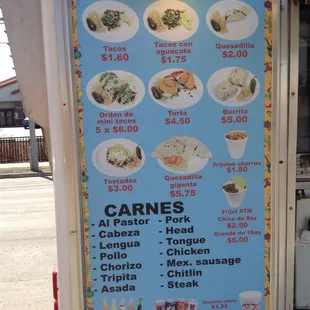 Tacos
$1.60
Tacos con
aguacate
$1.75
Quesadilla
$2.00
Orden de
mini tacos
5 x $6.00
Torta
$4.50
Burrito
$5.00
Frijoles charros
$1.50
Tostadas
$3.00
Quesadilla
gigante
$5.75
Frijol ATM
Chico de 8oz
$2.50
Grande de 16oz
$5.00
CARNES
- Al Pastor - Pork
- Cabeza - Head
- Lengua - Tongue
- Pollo - Chicken
- Chorizo - Mex. sausage
- Tripita - Chitlin
- Asada - Steak
$1.25